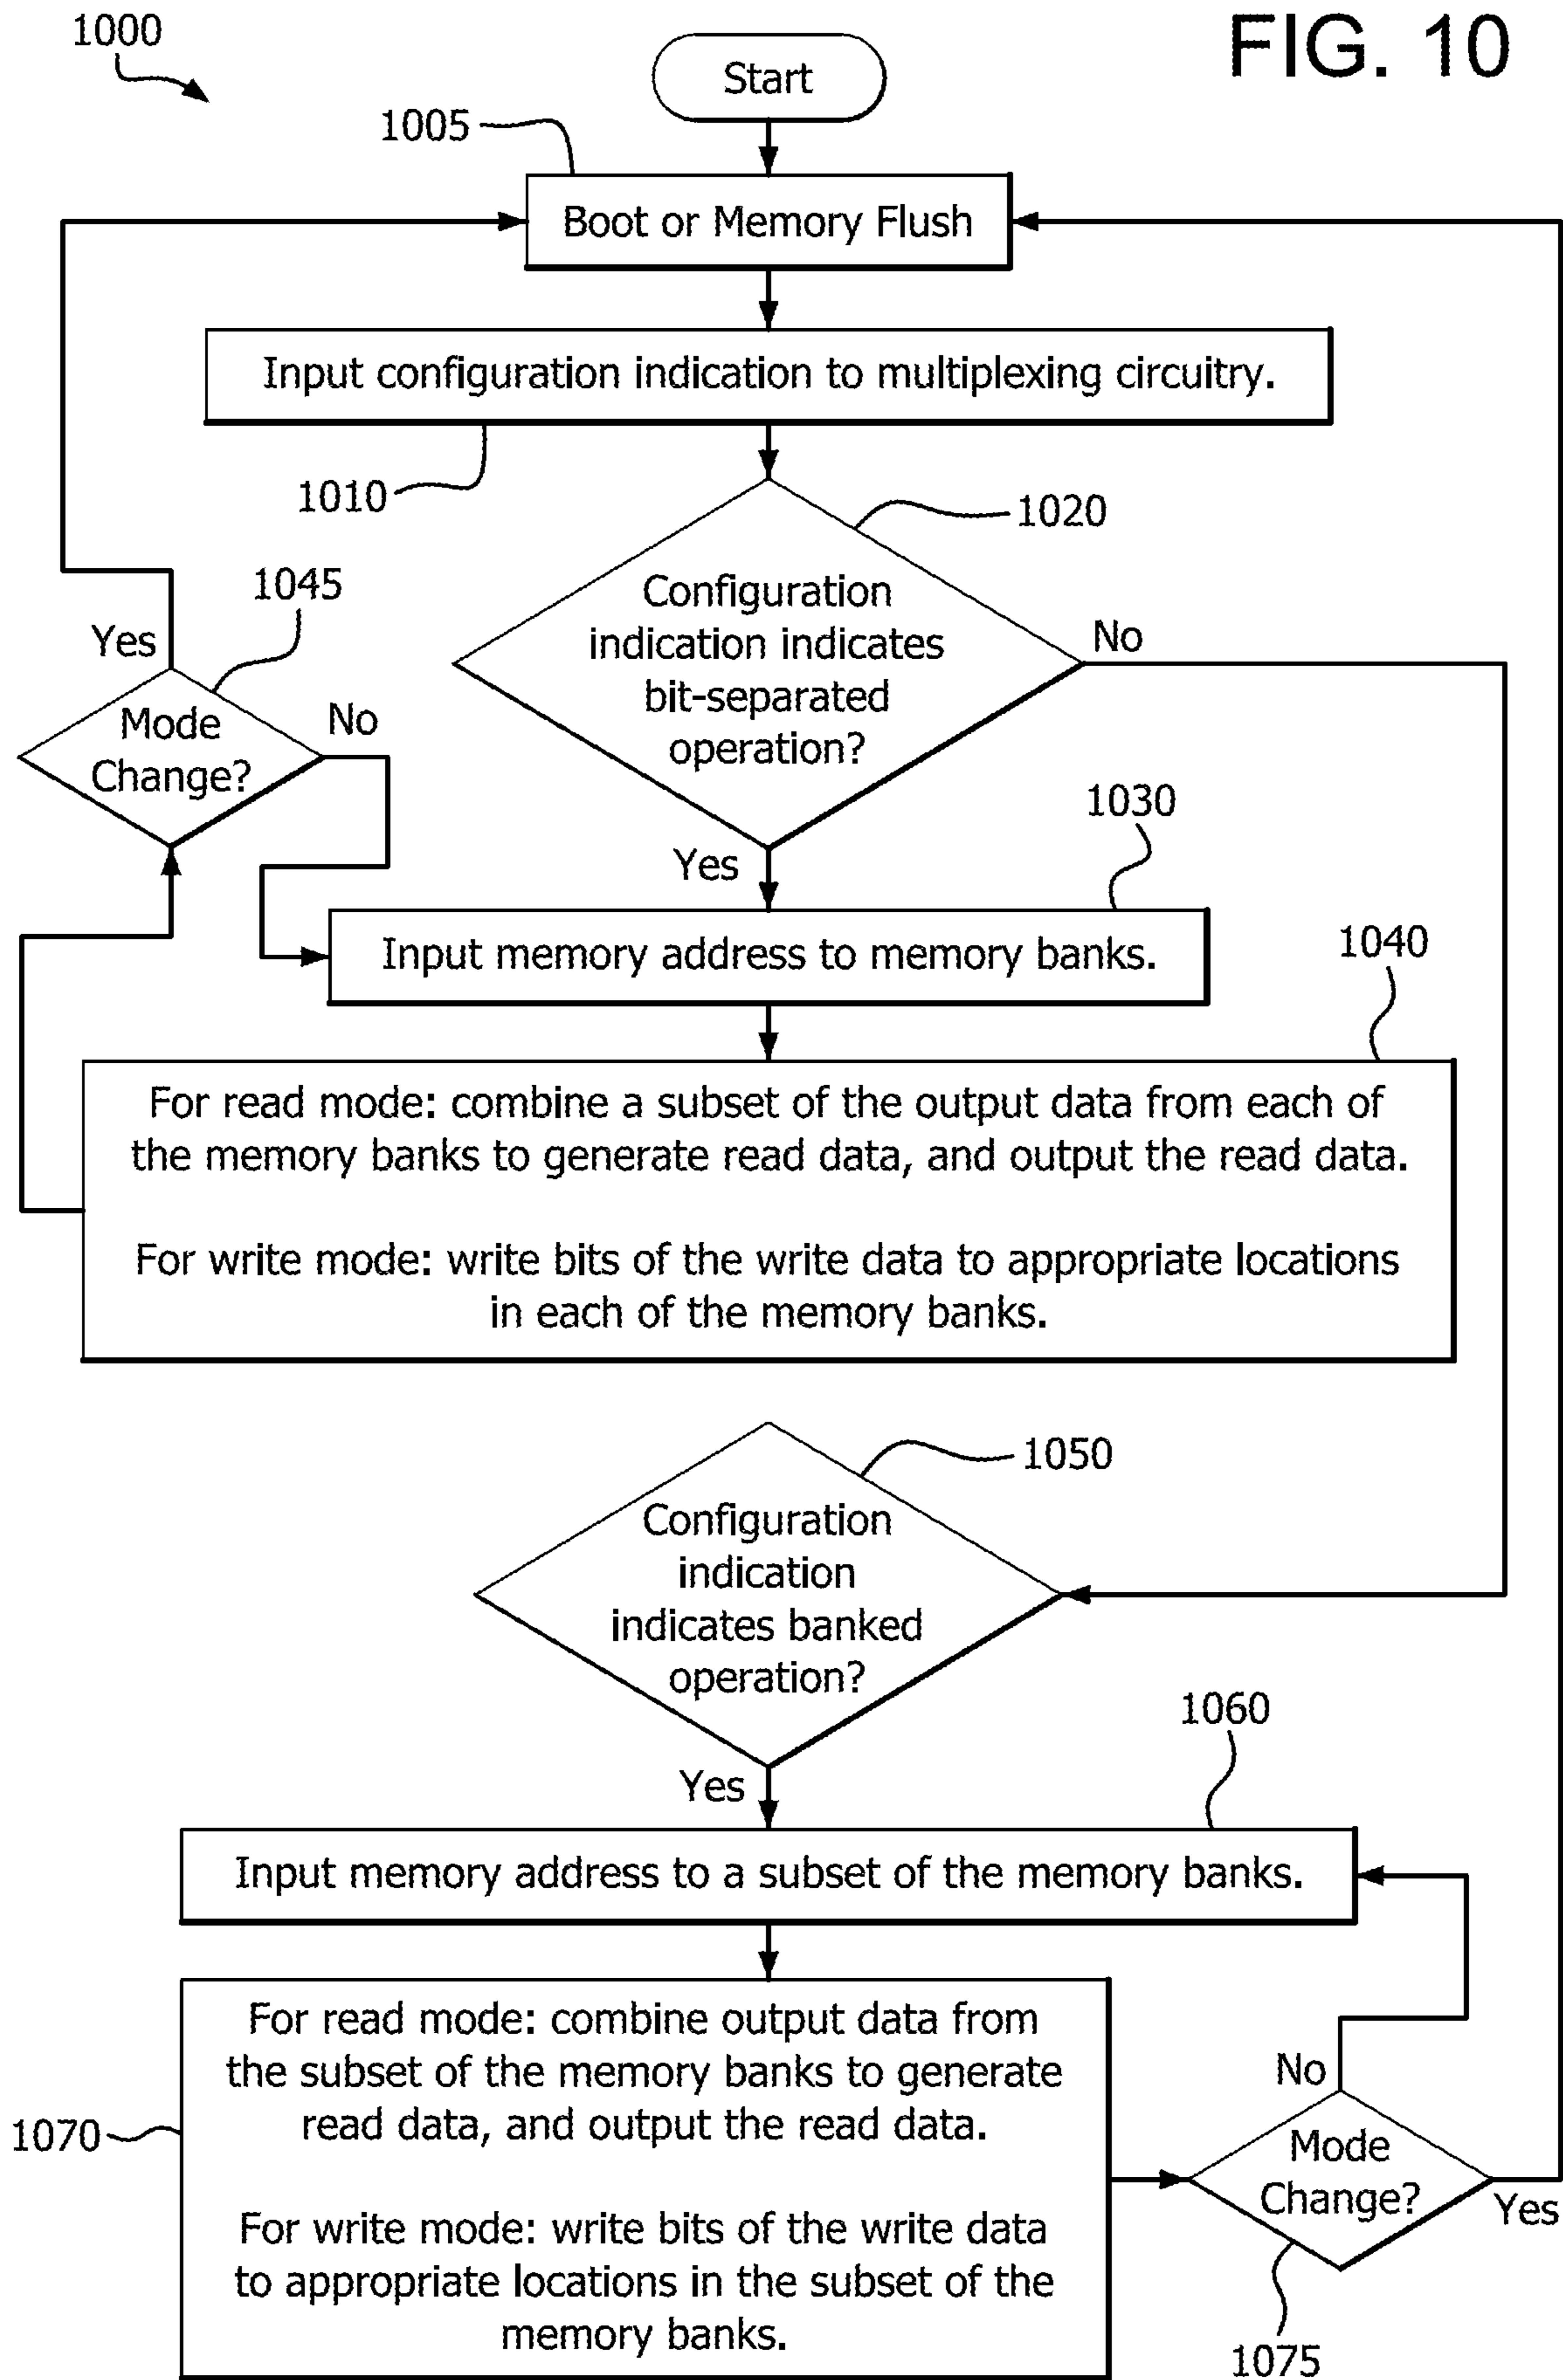 FIG. 10
1000
Start
1005
Boot or Memory Flush
Input configuration indication to multiplexing circuitry.
1010
1020
Configuration
indication indicates
bit-separated
operation?
No
Yes
1045
Mode
Change?
Yes
No
1030
Input memory address to memory banks.
1040
For read mode: combine a subset of the output data from each of
the memory banks to generate read data, and output the read data.
For write mode: write bits of the write data to appropriate locations
in each of the memory banks.
1050
Configuration
indication
indicates banked
operation?
Yes
1060
Input memory address to a subset of the memory banks.
For read mode: combine output data from
the subset of the memory banks to generate
read data, and output the read data.
For write mode: write bits of the write data
to appropriate locations in the subset of the
memory banks.
1070
No
Mode
Change?
Yes
1075